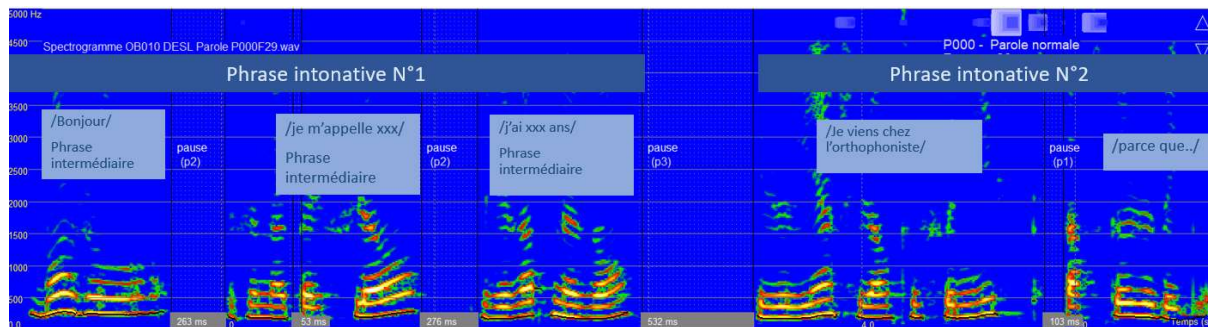 5000 Hz
4500
Spectrogramme OB010 DESL Parole P000F29.wav
P000 - Parole normale
Phrase intonative N°1
Phrase intonative N°2
3500
/Bonjour/
Phrase
intermédiaire
pause
(p2)
/je m'appelle xxx/
Phrase
intermédiaire
pause
(p2)
/j'ai xxx ans/
Phrase
intermédiaire
pause
(p3)
/Je viens chez
l'orthophoniste/
pause
(p1)
/parce que../
3000
2500
2000
1500
1000
500
0.0
263 ms
53 ms
276 ms
532 ms
4.0
103 ms
Temps (s